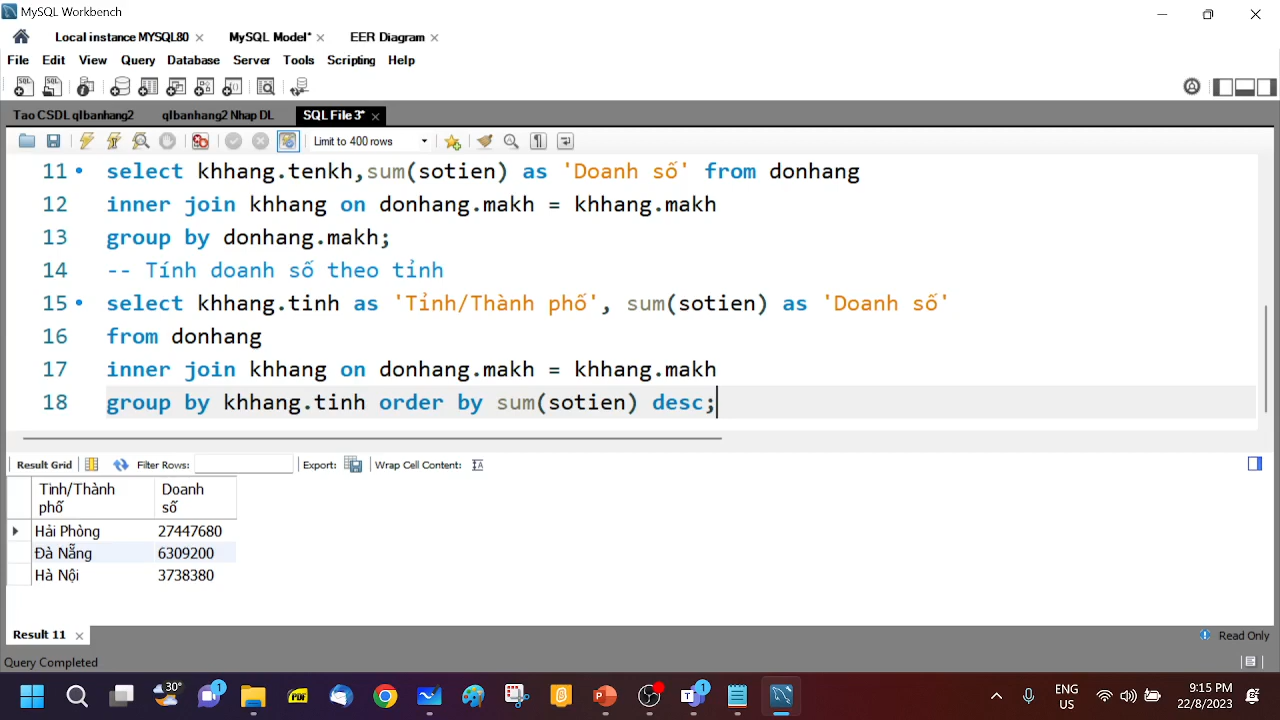 MySQL Workbench
Local instance MYSQL80
MySQL Model*
EER Diagram
File Edit View Query Database Server Tools Scripting Help
Tao CSDL qlbanhang2
qlbanhang2 Nhap DL
SQL File 3*
Limit to 400 rows
11 select khhang.tenkh,sum(sotien) as 'Doanh số' from donhang
12 inner join khhang on donhang.makh = khhang.makh
13 group by donhang.makh;
14 -- Tính doanh số theo tỉnh
15 select khhang.tinh as 'Tỉnh/Thành phố', sum(sotien) as 'Doanh số'
16 from donhang
17 inner join khhang on donhang.makh = khhang.makh
18 group by khhang.tinh order by sum(sotien) desc;
Result Grid Filter Rows: Export: Wrap Cell Content:
Tỉnh/Thành phố Doanh số
Hải Phòng 27447680
Đà Nẵng 6309200
Hà Nội 3738380
Result 11
Read Only
Query Completed
30°
1
PDF
1
ENG
US
9:15 PM
22/8/2023